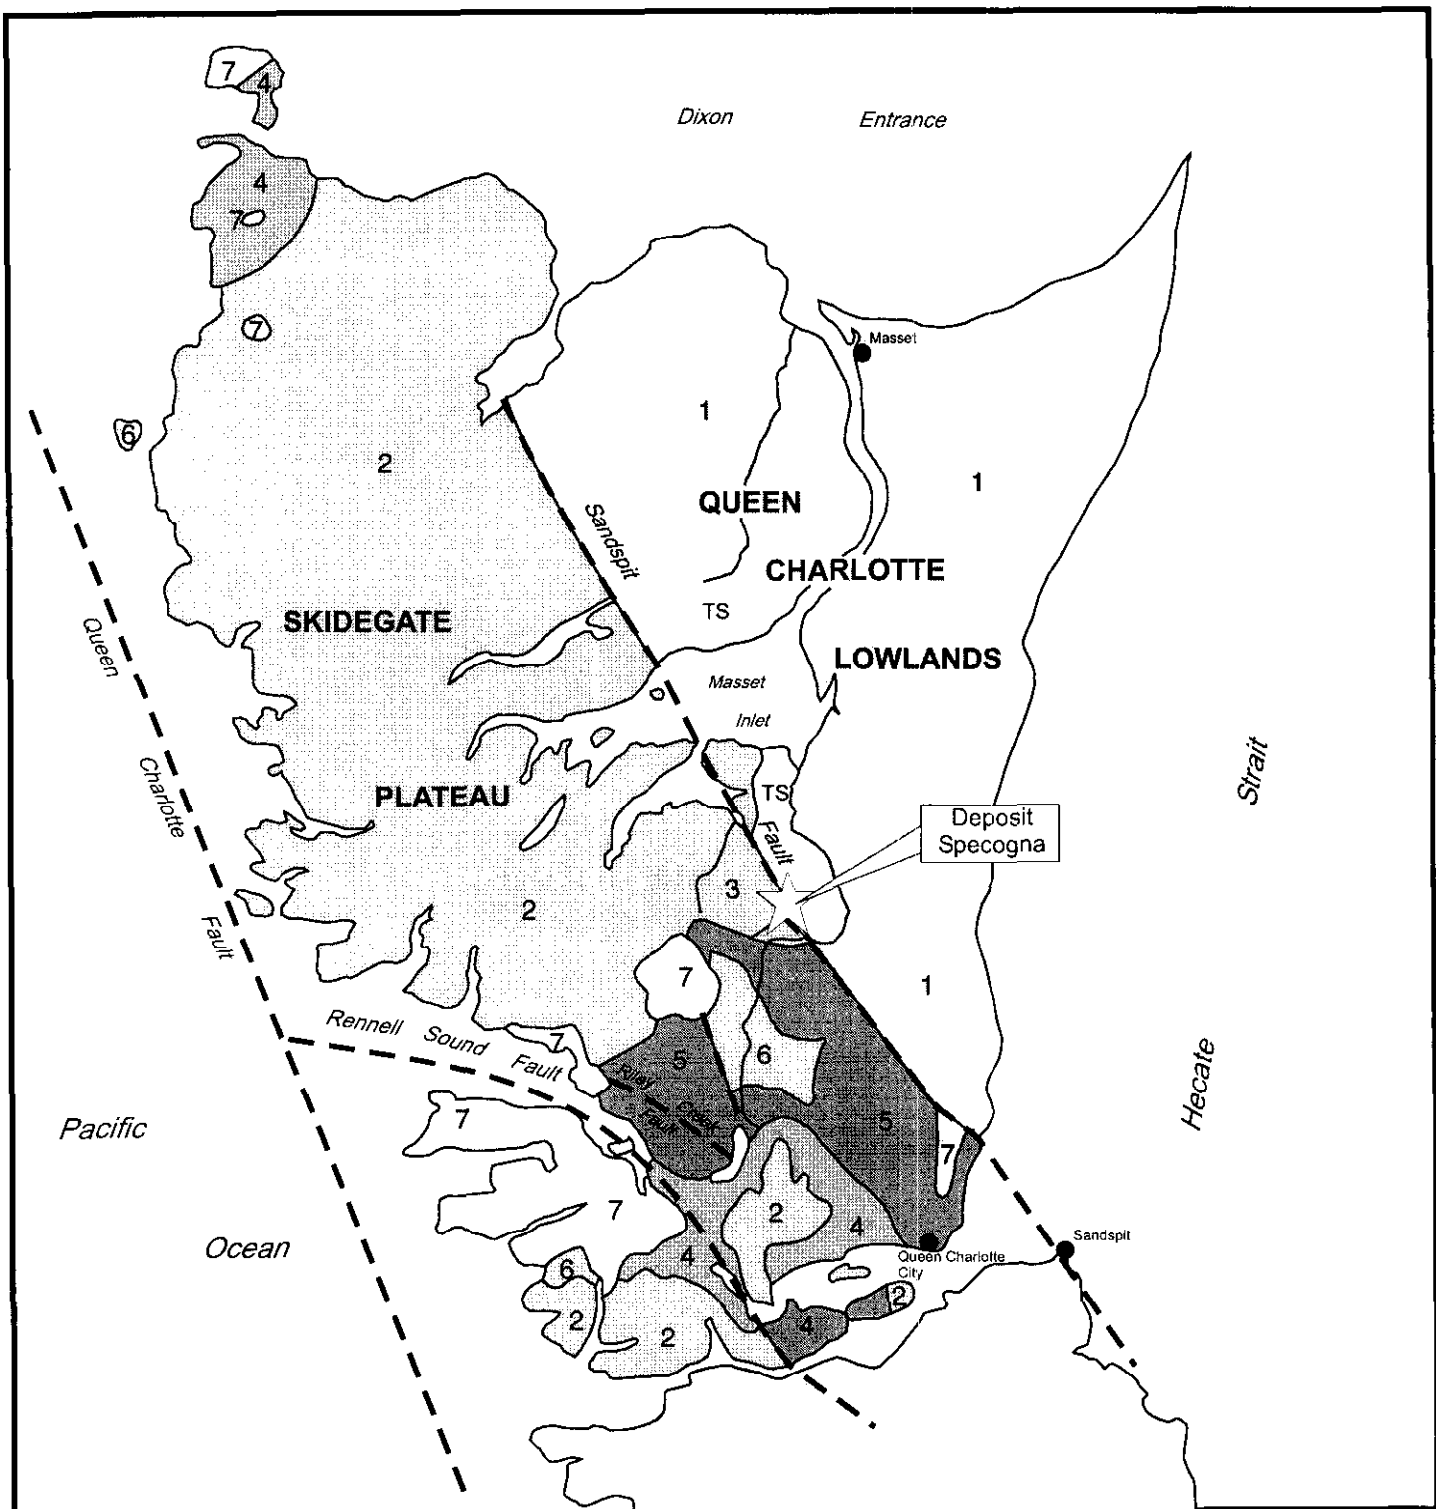 7
4
Dixon Entrance
4
7
7
Masset
6
1
2
1
QUEEN
Sandspit
CHARLOTTE
TS
SKIDEGATE
Queen
LOWLANDS
Masset
Inlet
Strait
Charlotte
PLATEAU
TS
Deposit
Specogna
Fault
3
2
Fault
7
1
Rennell Sound Fault
7
6
5
Riley Creek Fault
Hecate
7
5
Pacific
7
7
2
4
Ocean
4
Sandspit
Queen Charlotte
City
6
2
2
4
2